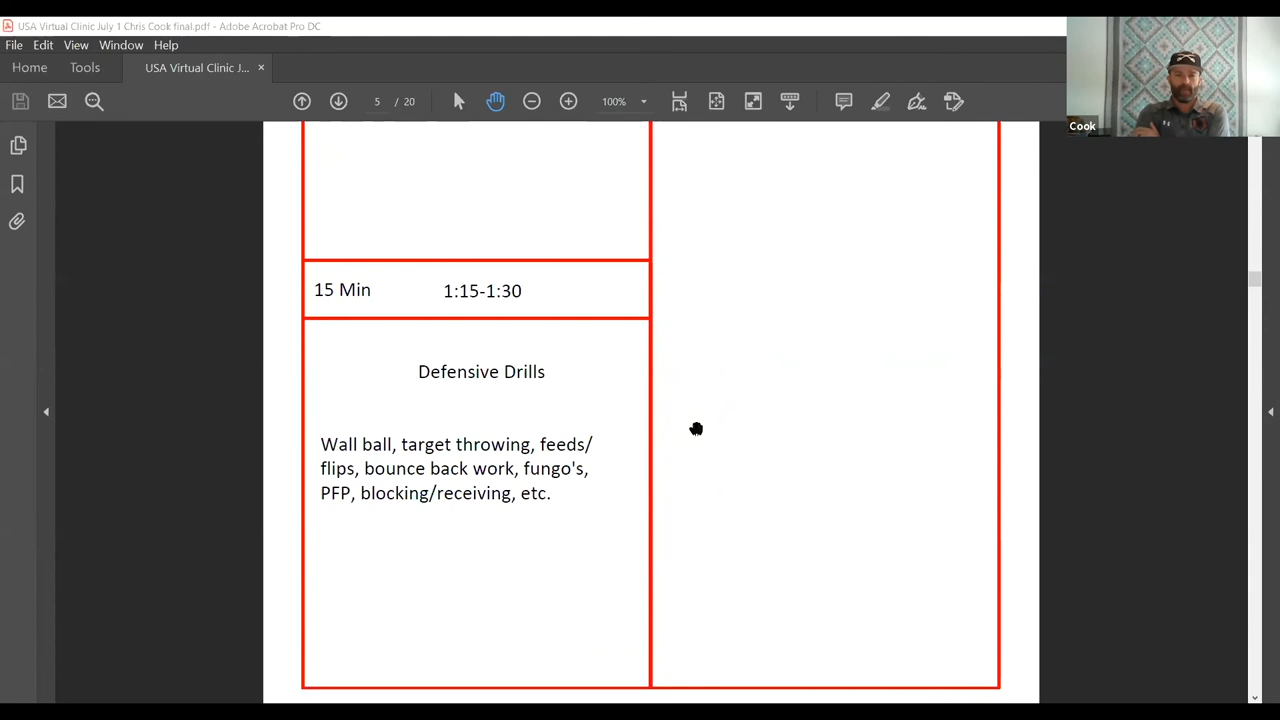 USA Virtual Clinic July 1 Chris Cook final.pdf - Adobe Acrobat Pro DC
File Edit View Window Help
Home Tools USA Virtual Clinic J... ×
5 / 20 100%
Cook
15 Min 1:15-1:30
Defensive Drills
Wall ball, target throwing, feeds/
flips, bounce back work, fungo's,
PFP, blocking/receiving, etc.